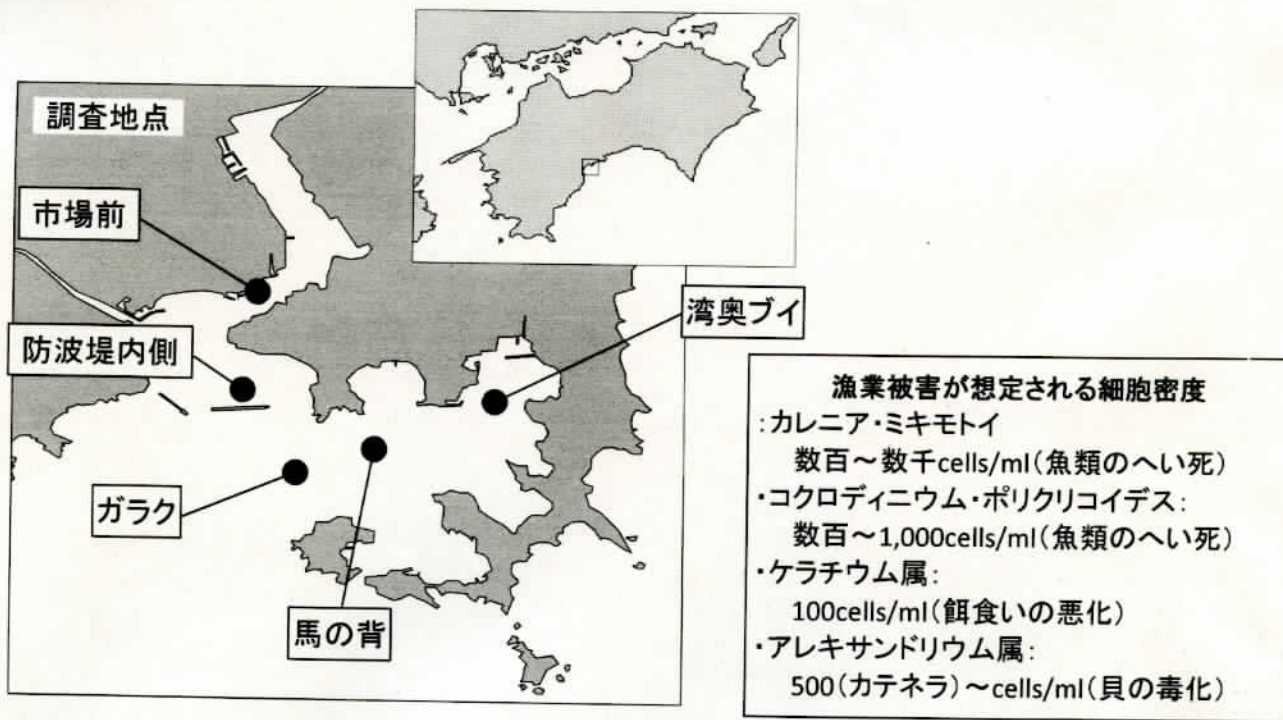 調査地点
市場前
防波堤内側
ガラク
馬の背
湾奥ブイ
漁業被害が想定される細胞密度
:カレニア・ミキモトイ
数百～数千cells/ml(魚類のへい死)
・コクロディニウム・ポリクリコイデス:
数百～1,000cells/ml(魚類のへい死)
・ケラチウム属:
100cells/ml(餌食いの悪化)
・アレキサンドリウム属:
500(カテネラ)～cells/ml(貝の毒化)